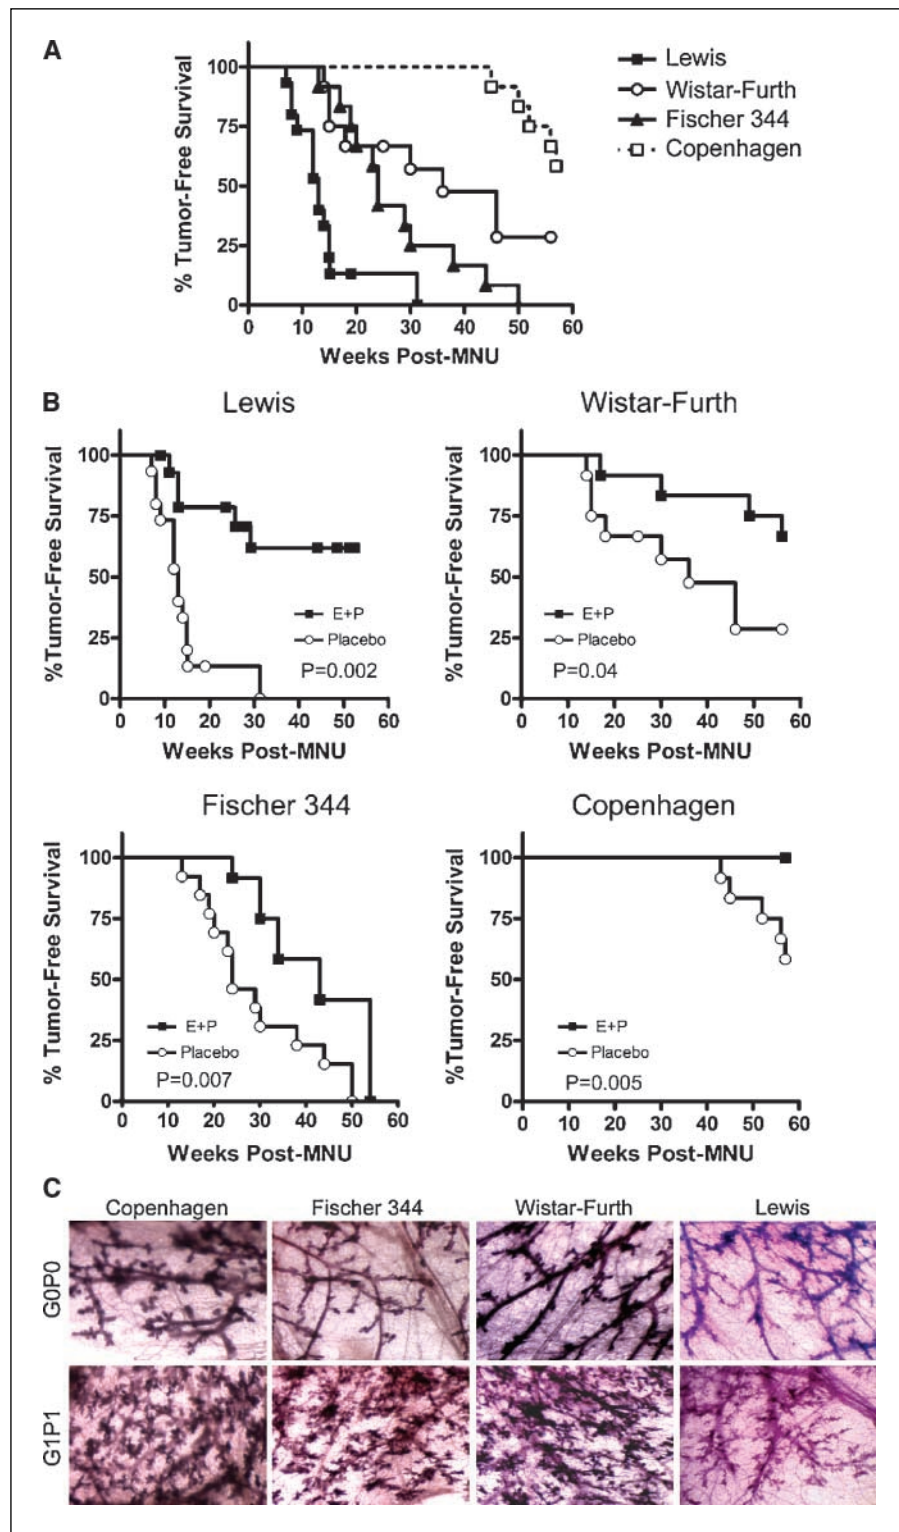 A
% Tumor-Free Survival
100
75
50
25
0
0 10 20 30 40 50 60
Weeks Post-MNU
Lewis
Wistar-Furth
Fischer 344
Copenhagen
B
Lewis
%Tumor-Free Survival
100
75
50
25
0
E+P
Placebo
P=0.002
0 10 20 30 40 50 60
Weeks Post-MNU
Wistar-Furth
%Tumor-Free Survival
100
75
50
25
0
E+P
Placebo
P=0.04
0 10 20 30 40 50 60
Weeks Post-MNU
Fischer 344
% Tumor-Free Survival
100
75
50
25
0
E+P
Placebo
P=0.007
0 10 20 30 40 50 60
Weeks Post-MNU
Copenhagen
%Tumor-Free Survival
100
75
50
25
0
E+P
Placebo
P=0.005
0 10 20 30 40 50 60
Weeks Post-MNU
C
Copenhagen Fischer 344 Wistar-Furth Lewis
G0P0
G1P1